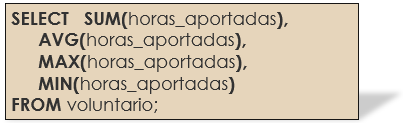 SELECT SUM(horas_aportadas),
AVG(horas_aportadas),
MAX(horas_aportadas),
MIN(horas_aportadas)
FROM voluntario;